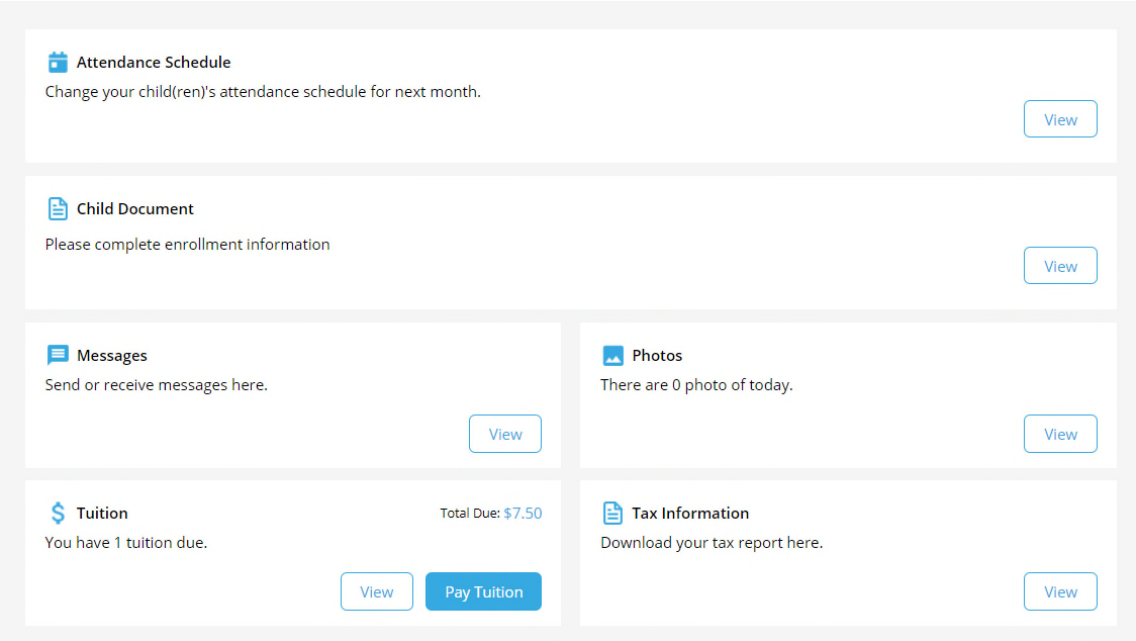 Attendance Schedule
Change your child(ren)'s attendance schedule for next month.
View
Child Document
Please complete enrollment information
View
Messages
Send or receive messages here.
View
Photos
There are 0 photo of today.
View
Tuition
Total Due: $7.50
You have 1 tuition due.
View
Pay Tuition
Tax Information
Download your tax report here.
View